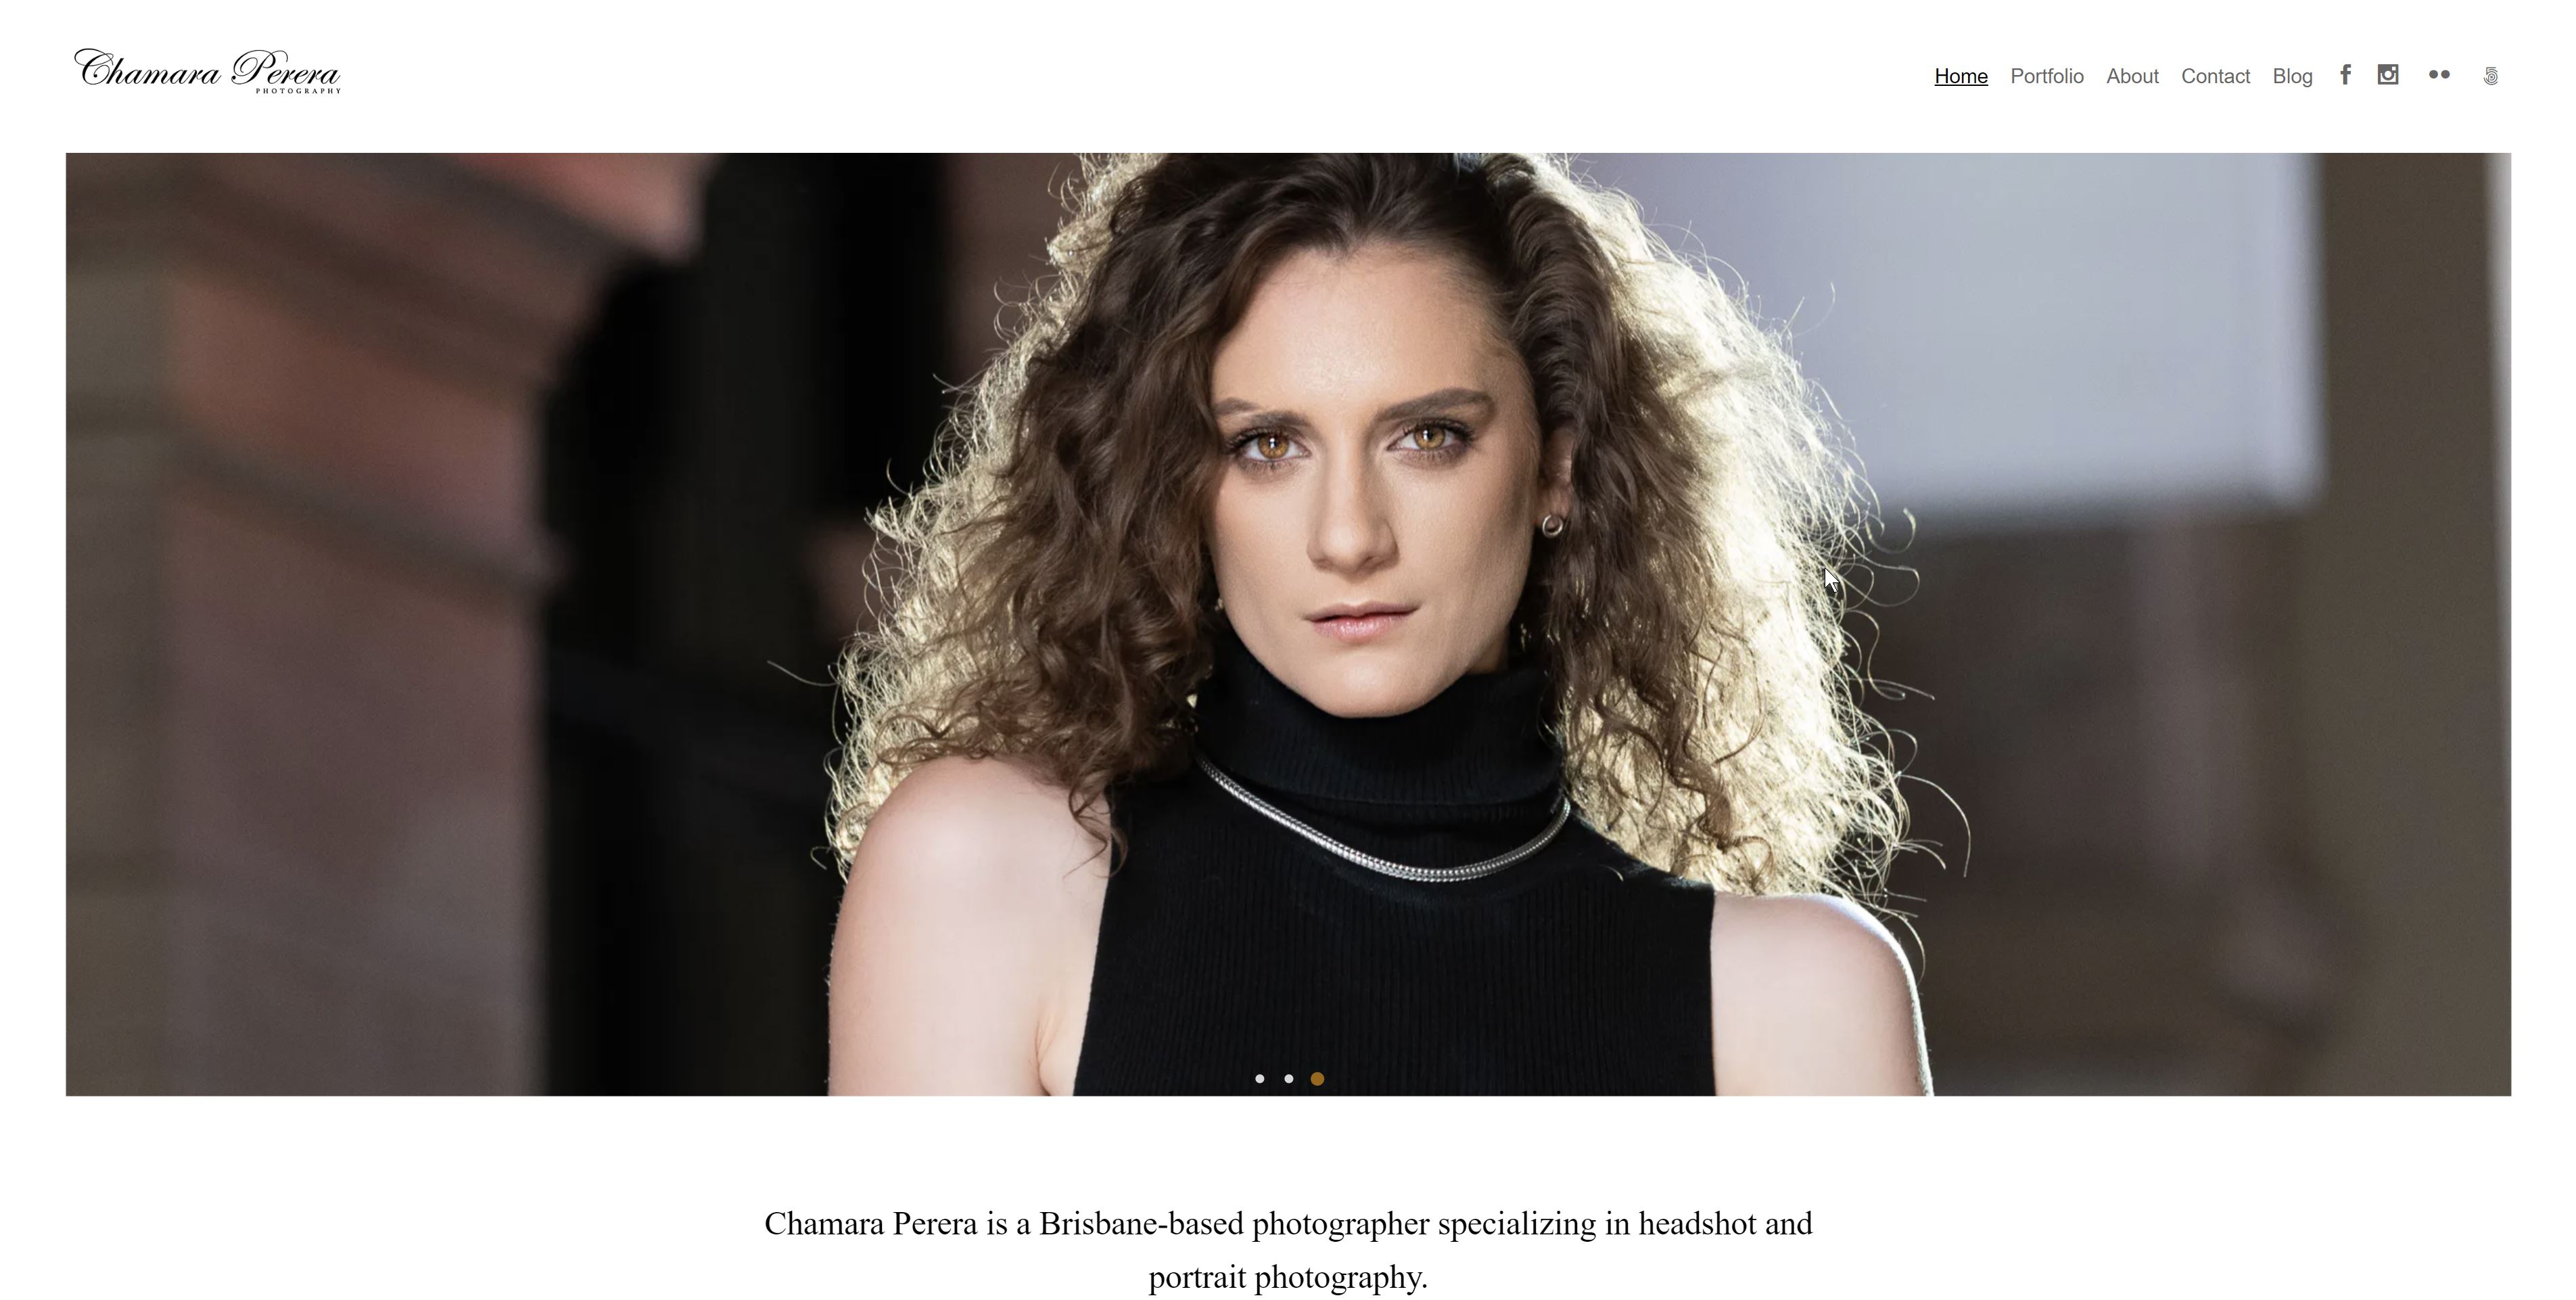 Chamara Perera
PHOTOGRAPHY
Home Portfolio About Contact Blog
Chamara Perera is a Brisbane-based photographer specializing in headshot and
portrait photography.